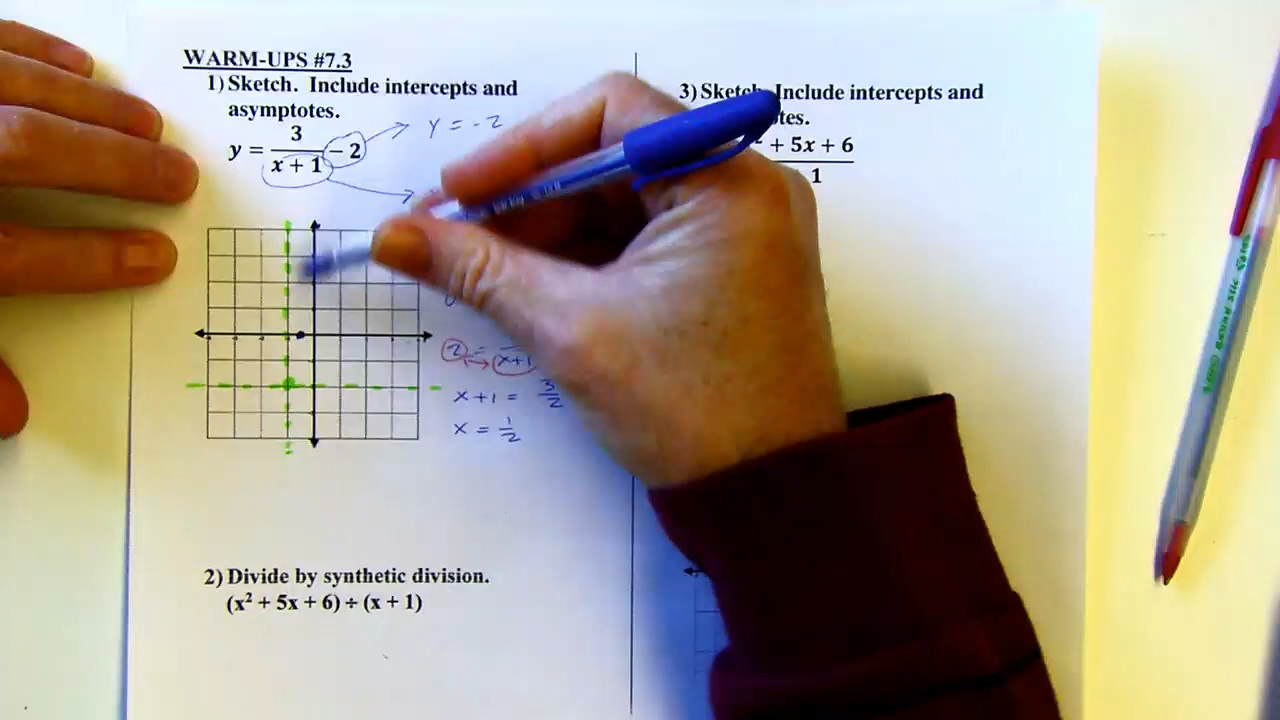 WARM-UPS #7.3
1) Sketch. Include intercepts and
asymptotes.
y = 3/(x + 1) - 2
y = -2
2 = /x+1
x+1 = 3/2
x = 1/2
2) Divide by synthetic division.
(x² + 5x + 6) ÷ (x + 1)
3) Sketch. Include intercepts and
tes.
+ 5x + 6
1